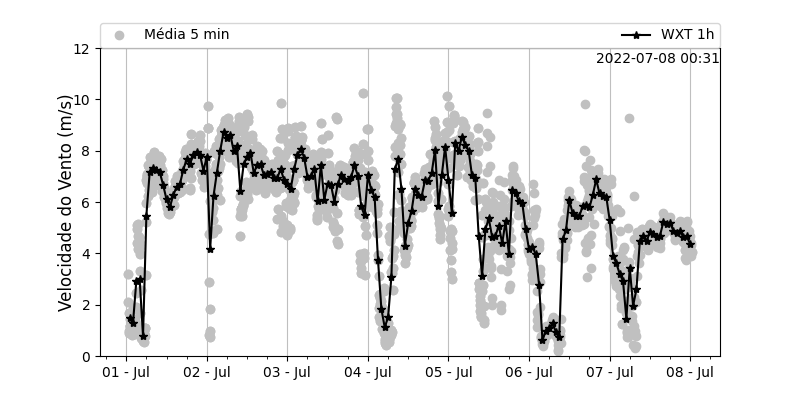 Média 5 min
WXT 1h
2022-07-08 00:31
Velocidade do Vento (m/s)
12
10
8
6
4
2
0
01 - Jul
02 - Jul
03 - Jul
04 - Jul
05 - Jul
06 - Jul
07 - Jul
08 - Jul